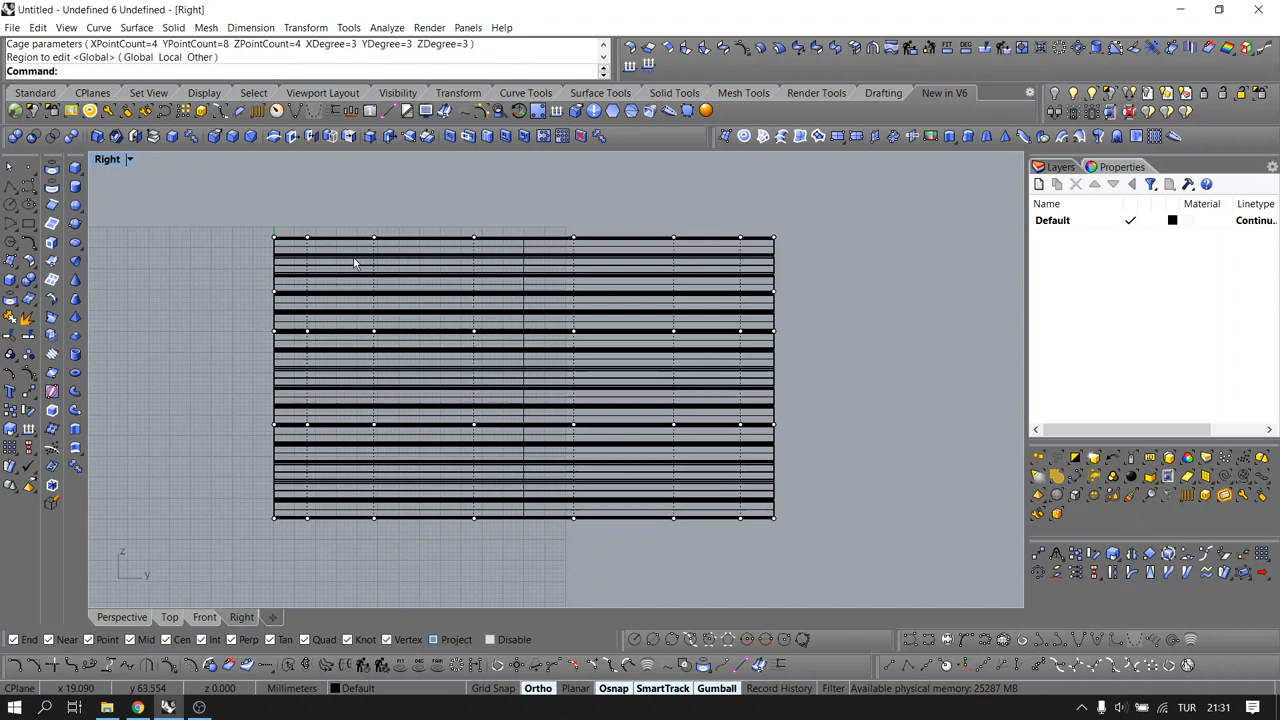 Untitled - Undefined 6 Undefined - [Right]
File Edit View Curve Surface Solid Mesh Dimension Transform Tools Analyze Render Panels Help
Cage parameters ( XPointCount=4 YPointCount=8 ZPointCount=4 XDegree=3 YDegree=3 ZDegree=3 )
Region to edit <Global> ( Global Local Other )
Command:
Standard CPlanes Set View Display Select Viewport Layout Visibility Transform Curve Tools Surface Tools Solid Tools Mesh Tools Render Tools Drafting New in V6
Right
Layers Properties
Name Material Linetype
Default Continu...
z
y
Perspective Top Front Right
End Near Point Mid Cen Int Perp Tan Quad Knot Vertex Project Disable
CPlane x 19.090 y 63.554 z 0.000 Millimeters Default Grid Snap Ortho Planar Osnap SmartTrack Gumball Record History Filter Available physical memory: 25287 MB
TUR 21:31